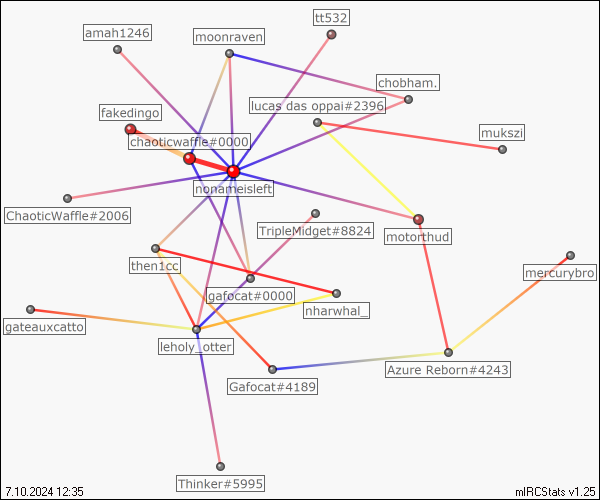 tt532
amah1246
moonraven
chobham.
lucas das oppai#2396
fakedingo
chaoticwaffle#0000
mukszi
nonameisleft
ChaoticWaffle#2006
TripleMidget#8824
motorthud
then1cc
mercurybro
gafocat#0000
nharwhal_
gateauxcatto
leholy_otter
Azure Reborn#4243
Gafocat#4189
Thinker#5995
7.10.2024 12:35
mIRCStats v1.25